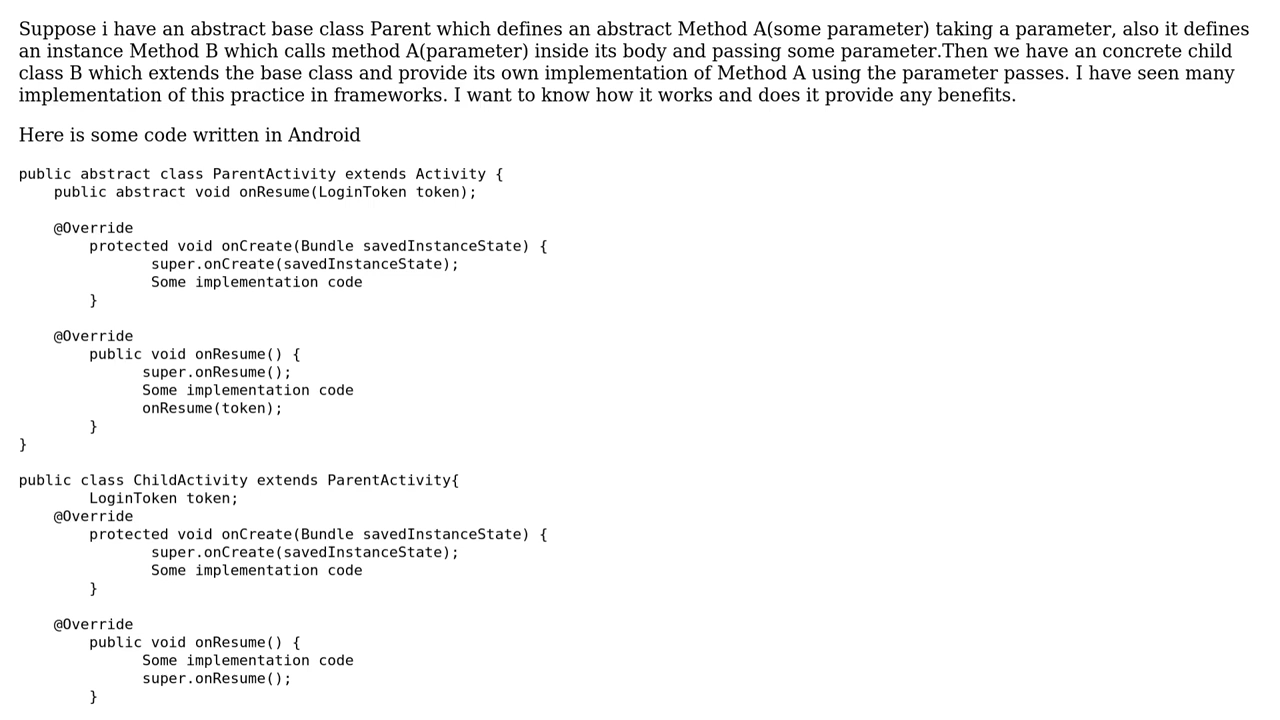 Suppose i have an abstract base class Parent which defines an abstract Method A(some parameter) taking a parameter, also it defines
an instance Method B which calls method A(parameter) inside its body and passing some parameter.Then we have an concrete child
class B which extends the base class and provide its own implementation of Method A using the parameter passes. I have seen many
implementation of this practice in frameworks. I want to know how it works and does it provide any benefits.
Here is some code written in Android
public abstract class ParentActivity extends Activity {
    public abstract void onResume(LoginToken token);
    @Override
        protected void onCreate(Bundle savedInstanceState) {
               super.onCreate(savedInstanceState);
               Some implementation code
        }
    @Override
        public void onResume() {
              super.onResume();
              Some implementation code
              onResume(token);
        }
}
public class ChildActivity extends ParentActivity{
        LoginToken token;
    @Override
        protected void onCreate(Bundle savedInstanceState) {
               super.onCreate(savedInstanceState);
               Some implementation code
        }
    @Override
        public void onResume() {
              Some implementation code
              super.onResume();
        }